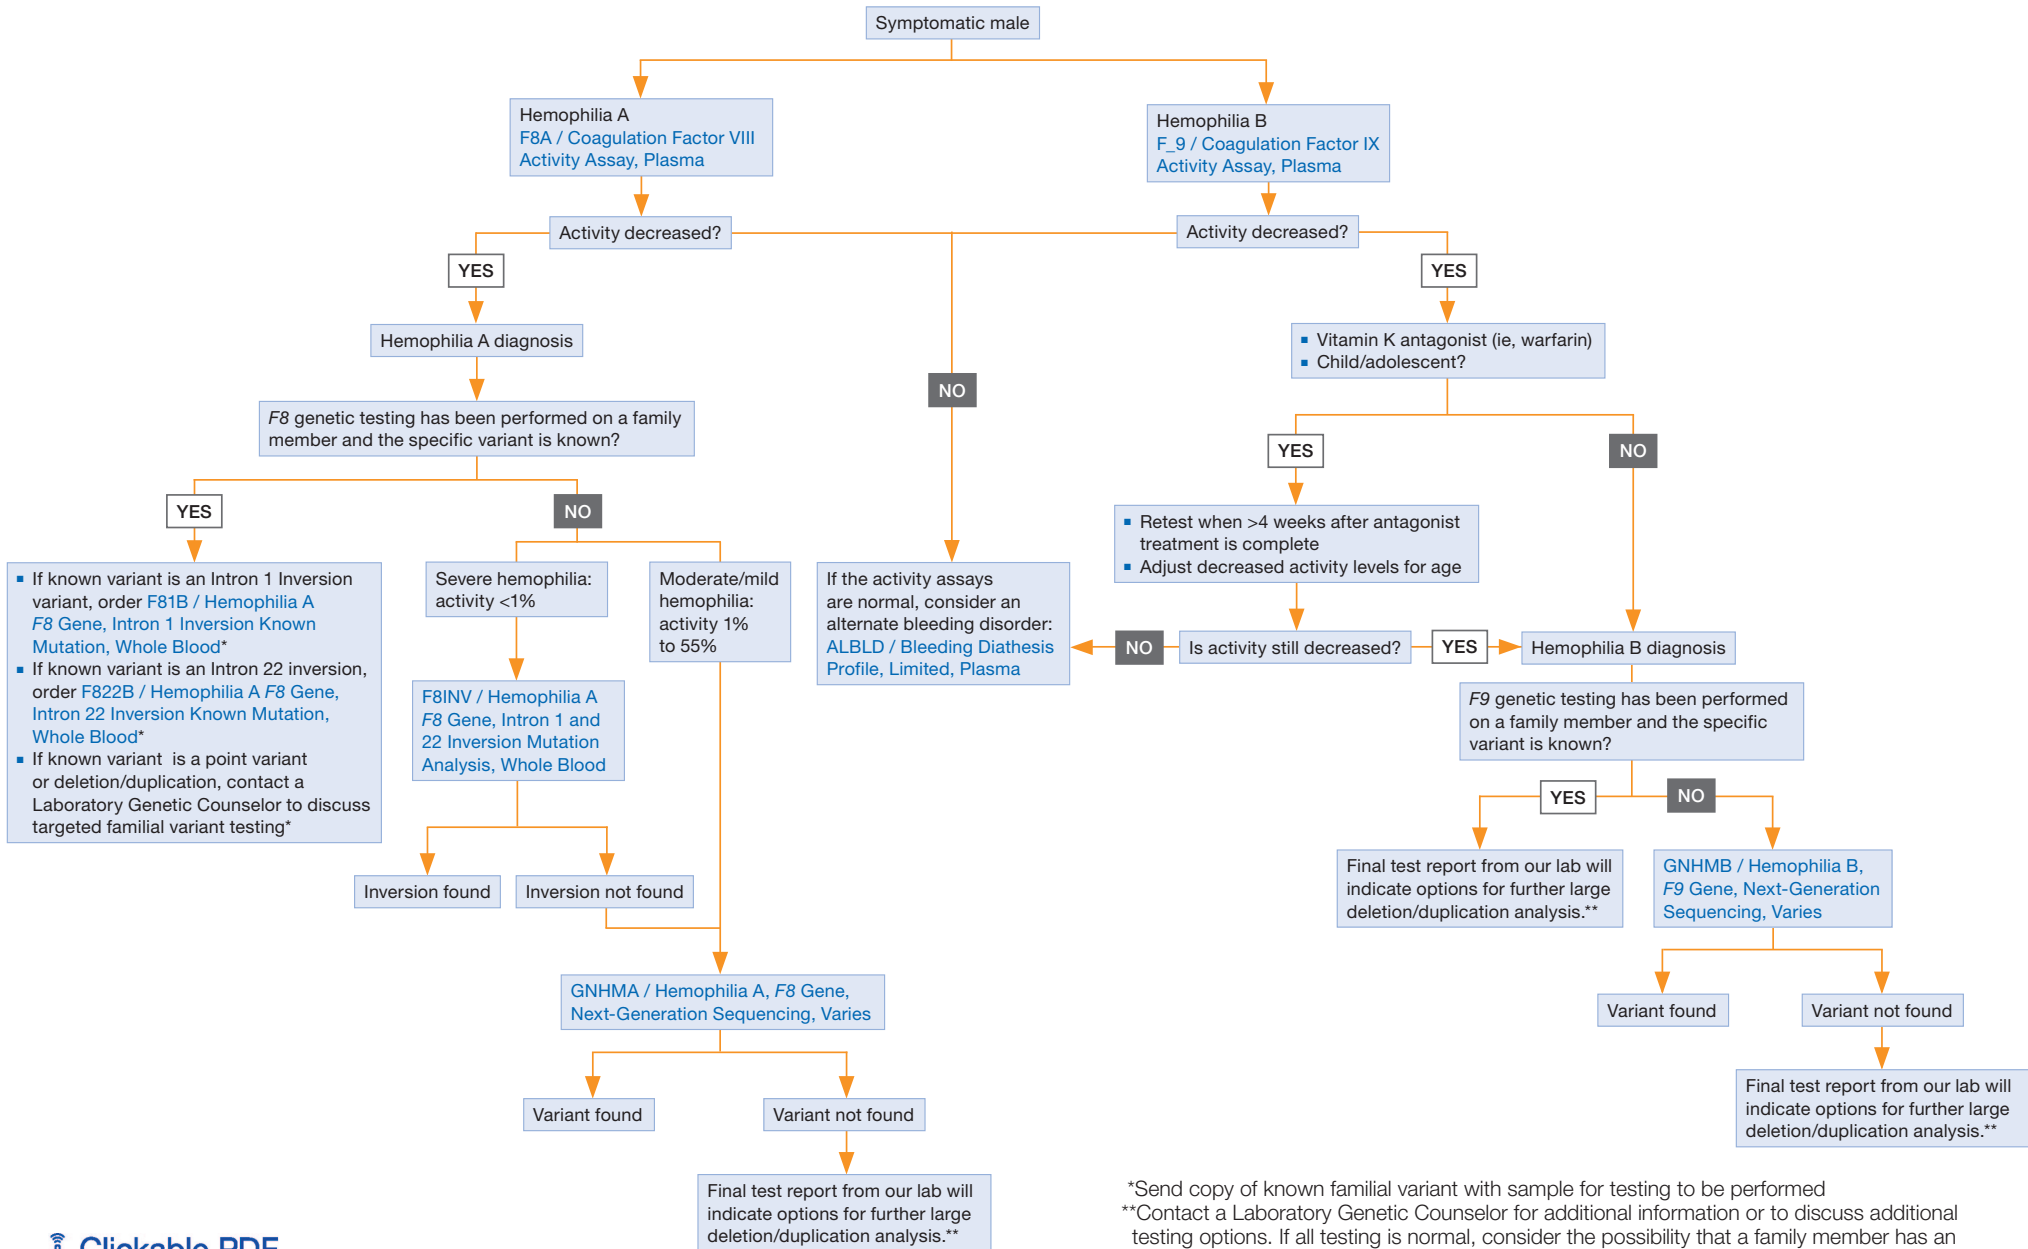 Symptomatic male
Hemophilia A
F8A / Coagulation Factor VIII
Activity Assay, Plasma
Hemophilia B
F_9 / Coagulation Factor IX
Activity Assay, Plasma
Activity decreased?
Activity decreased?
YES
YES
Hemophilia A diagnosis
NO
▪ Vitamin K antagonist (ie, warfarin)
▪ Child/adolescent?
F8 genetic testing has been performed on a family
member and the specific variant is known?
YES
NO
YES
NO
▪ Retest when >4 weeks after antagonist
treatment is complete
▪ Adjust decreased activity levels for age
▪ If known variant is an Intron 1 Inversion
variant, order F81B / Hemophilia A
F8 Gene, Intron 1 Inversion Known
Mutation, Whole Blood*
▪ If known variant is an Intron 22 inversion,
order F822B / Hemophilia A F8 Gene,
Intron 22 Inversion Known Mutation,
Whole Blood*
▪ If known variant is a point variant
or deletion/duplication, contact a
Laboratory Genetic Counselor to discuss
targeted familial variant testing*
Severe hemophilia:
activity <1%
Moderate/mild
hemophilia:
activity 1%
to 55%
If the activity assays
are normal, consider an
alternate bleeding disorder:
ALBLD / Bleeding Diathesis
Profile, Limited, Plasma
NO
Is activity still decreased?
YES
Hemophilia B diagnosis
F8INV / Hemophilia A
F8 Gene, Intron 1 and
22 Inversion Mutation
Analysis, Whole Blood
F9 genetic testing has been performed
on a family member and the specific
variant is known?
YES
NO
Inversion found
Inversion not found
Final test report from our lab will
indicate options for further large
deletion/duplication analysis.**
GNHMB / Hemophilia B,
F9 Gene, Next-Generation
Sequencing, Varies
GNHMA / Hemophilia A, F8 Gene,
Next-Generation Sequencing, Varies
Variant found
Variant not found
Variant found
Variant not found
Final test report from our lab will
indicate options for further large
deletion/duplication analysis.**
Final test report from our lab will
indicate options for further large
deletion/duplication analysis.**
*Send copy of known familial variant with sample for testing to be performed
**Contact a Laboratory Genetic Counselor for additional information or to discuss additional
testing options. If all testing is normal, consider the possibility that a family member has an
Clickable PDF